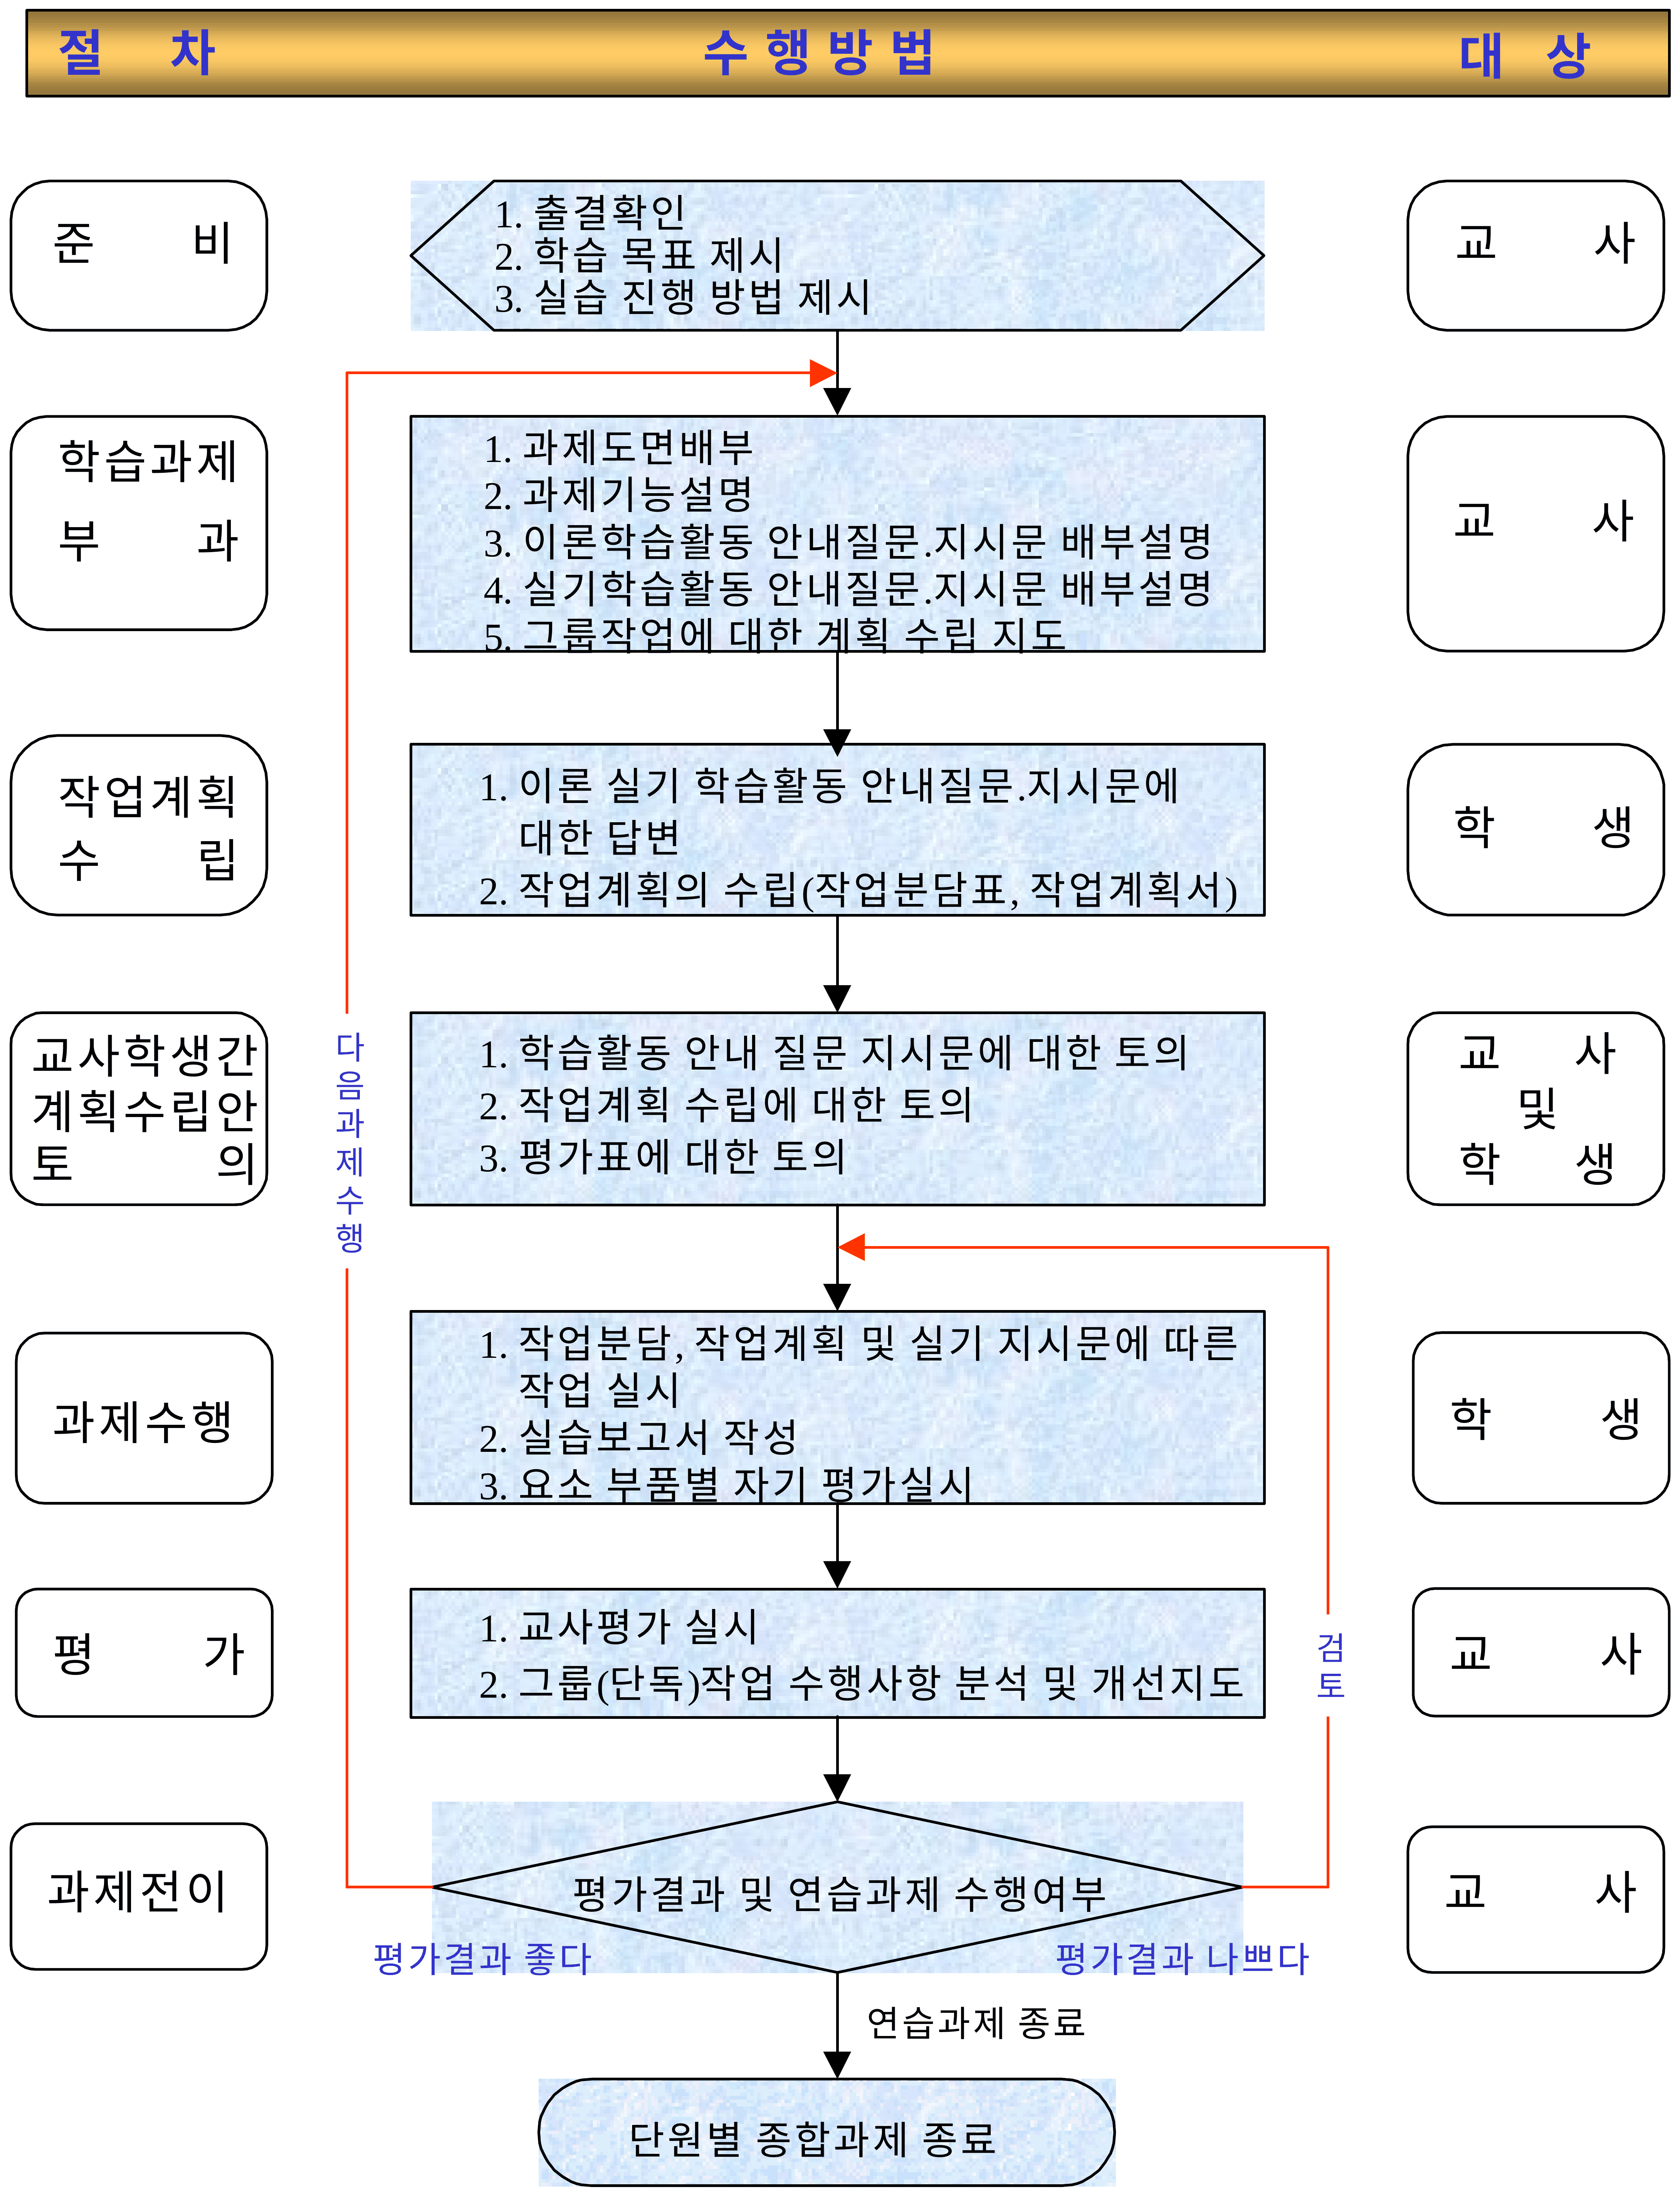 절 차 수 행 방 법 대 상
준 비
1. 출결확인
2. 학습 목표 제시
3. 실습 진행 방법 제시
교 사
학습과제
부 과
1. 과제도면배부
2. 과제기능설명
3. 이론학습활동 안내질문.지시문 배부설명
4. 실기학습활동 안내질문.지시문 배부설명
5. 그룹작업에 대한 계획 수립 지도
교 사
작업계획
수 립
1. 이론 실기 학습활동 안내질문.지시문에
대한 답변
2. 작업계획의 수립(작업분담표, 작업계획서)
학 생
교사학생간
계획수립안
토 의
1. 학습활동 안내 질문 지시문에 대한 토의
2. 작업계획 수립에 대한 토의
3. 평가표에 대한 토의
교 사
및
학 생
다음과제수행
과제수행
1. 작업분담, 작업계획 및 실기 지시문에 따른
작업 실시
2. 실습보고서 작성
3. 요소 부품별 자기 평가실시
학 생
평 가
1. 교사평가 실시
2. 그룹(단독)작업 수행사항 분석 및 개선지도
검토
교 사
과제전이
평가결과 및 연습과제 수행여부
교 사
평가결과 좋다
평가결과 나쁘다
연습과제 종료
단원별 종합과제 종료